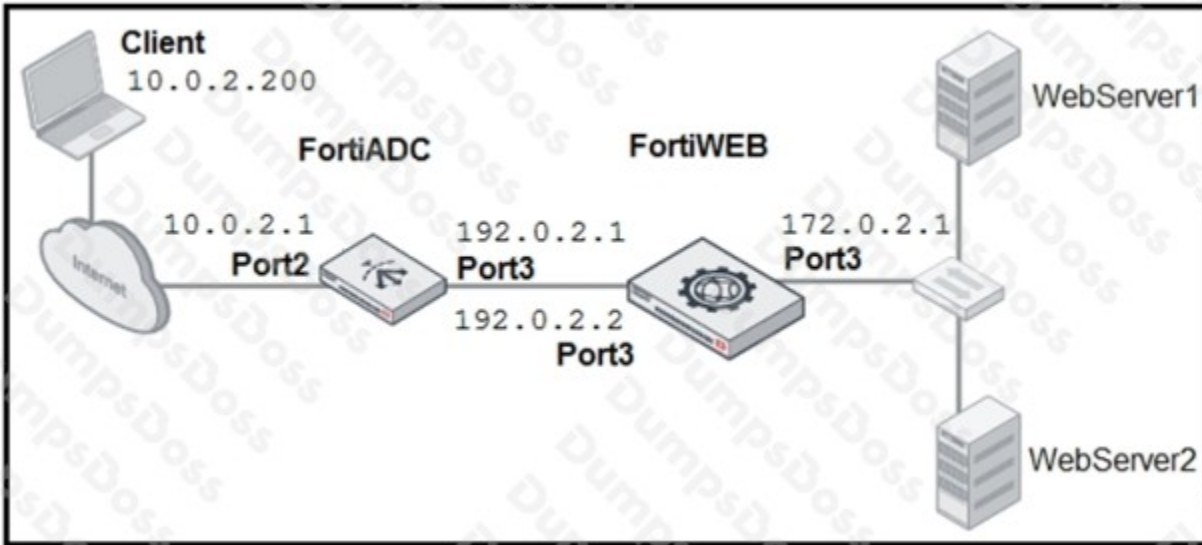 Client
10.0.2.200
FortiADC
FortiWEB
WebServer1
10.0.2.1
Port2
192.0.2.1
Port3
172.0.2.1
Port3
Internet
192.0.2.2
Port3
WebServer2
DumpsDoss